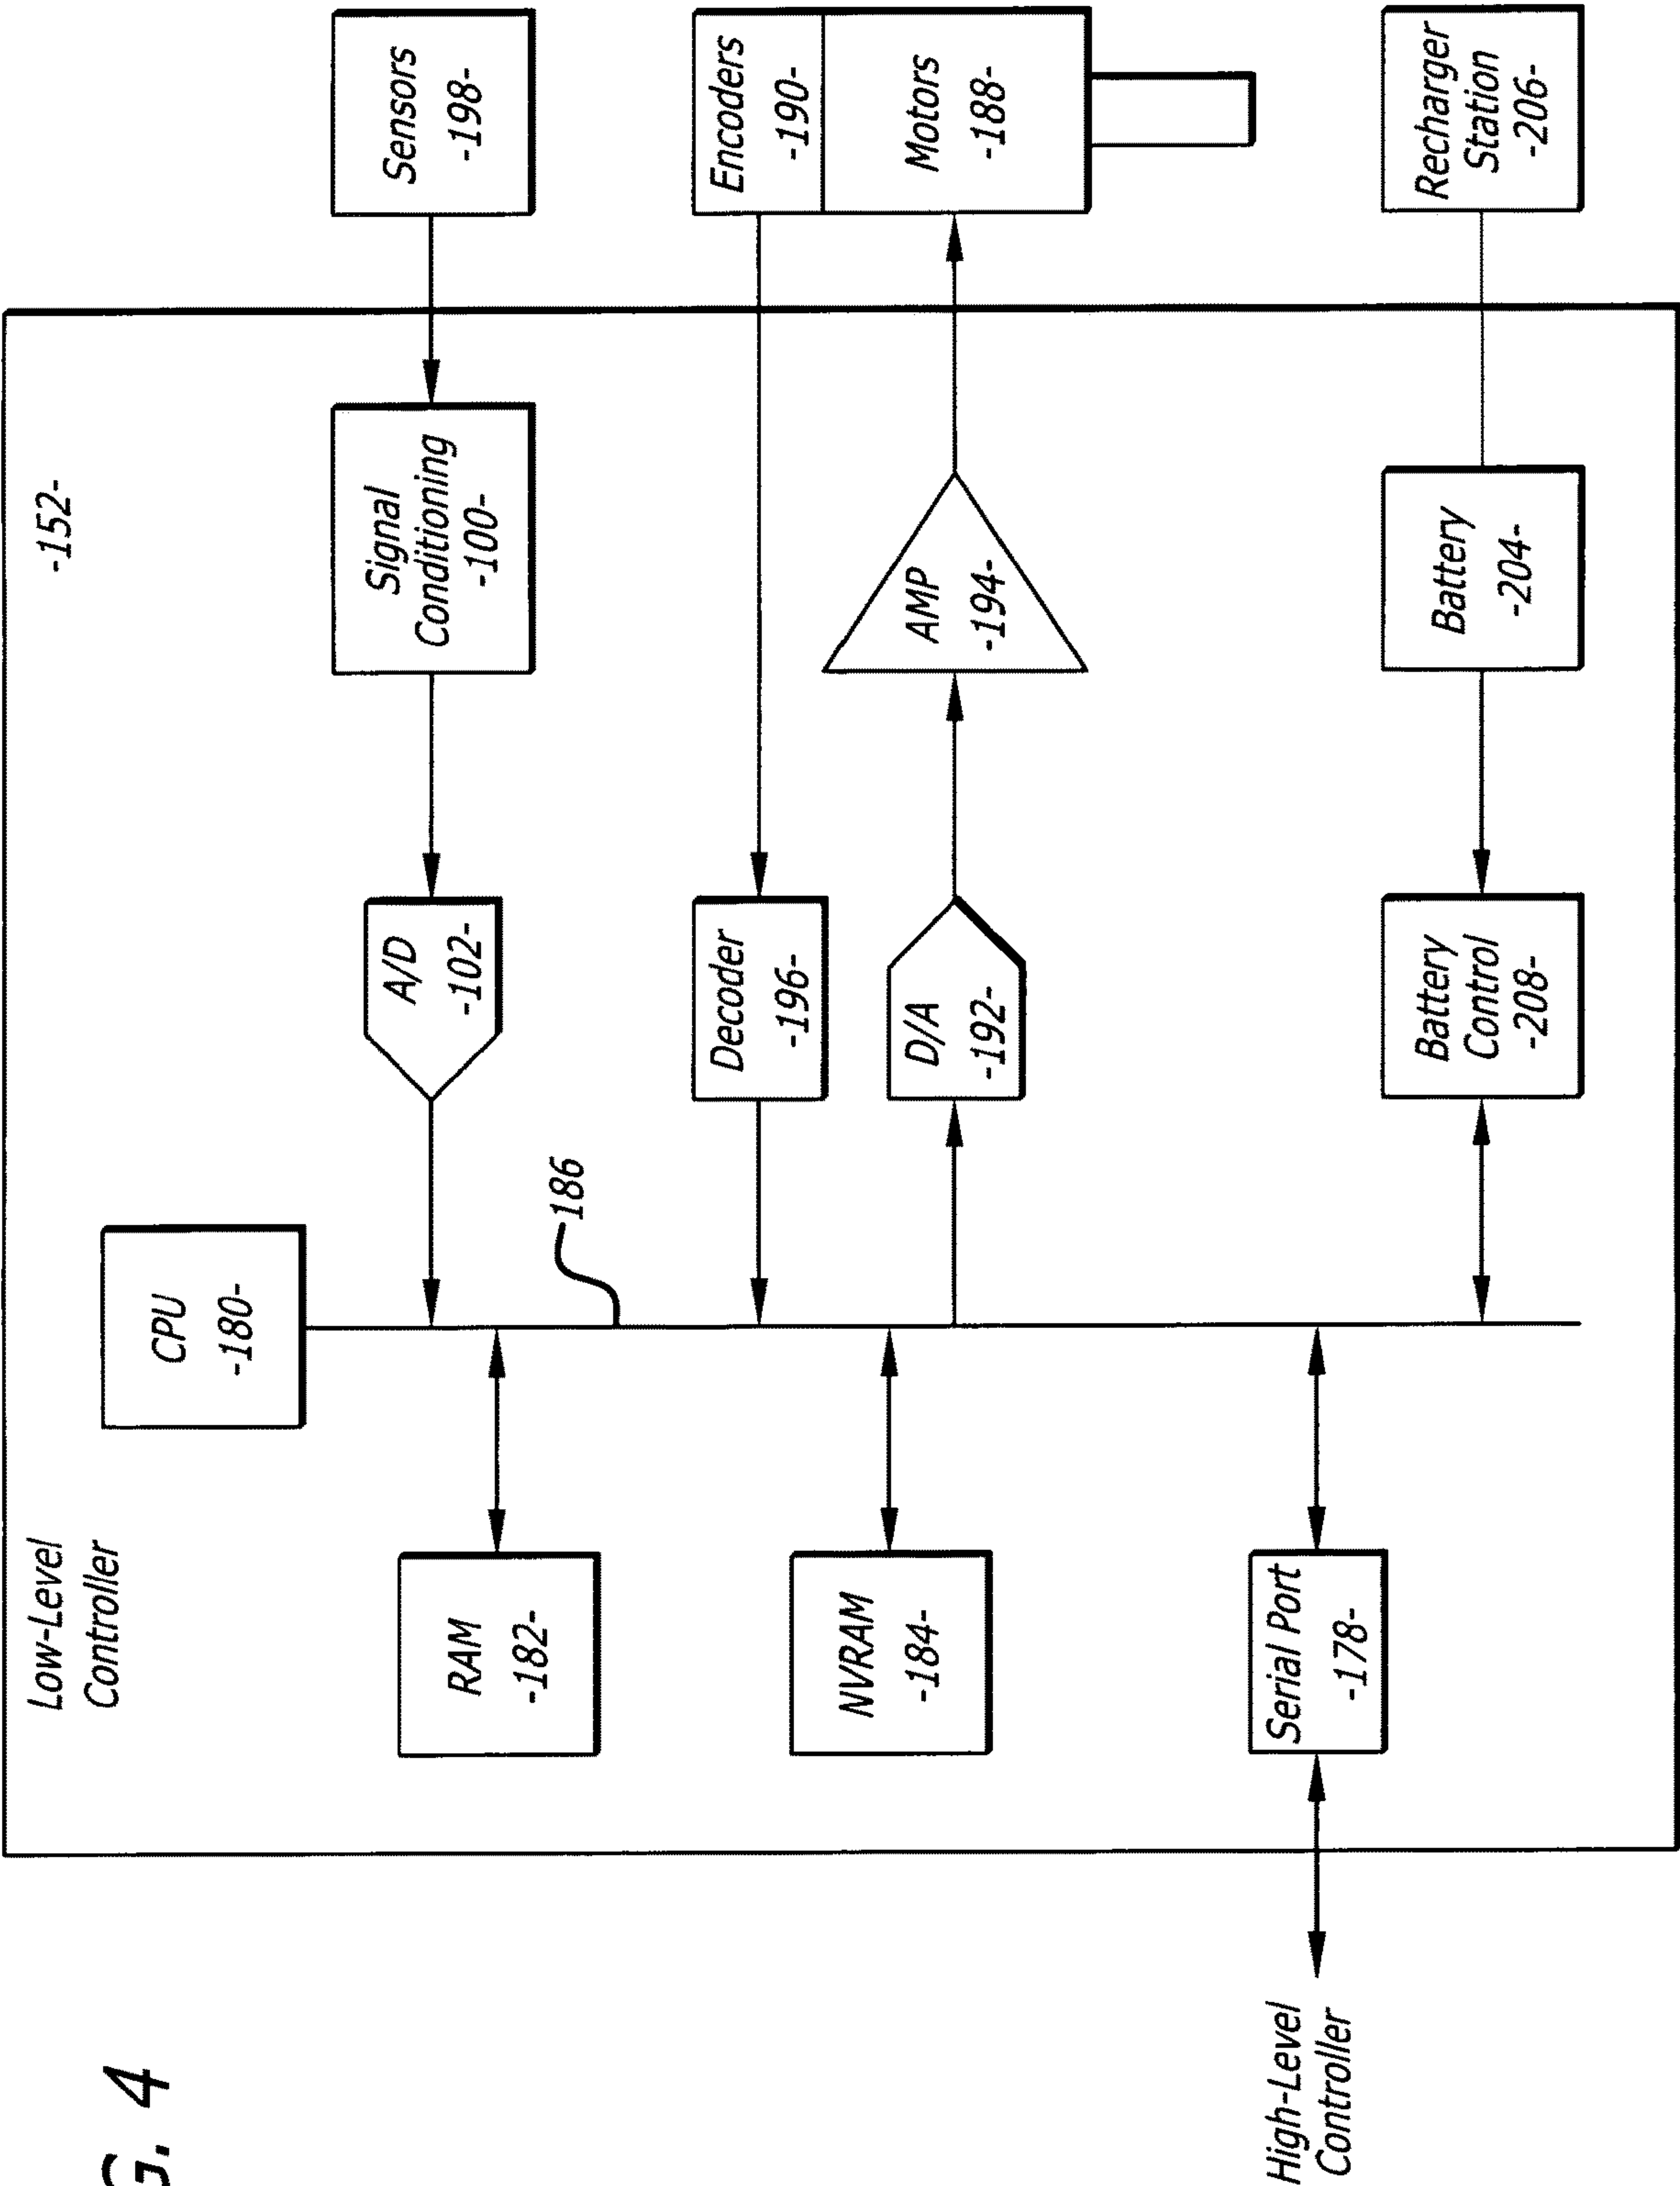 G. 4
Low-Level
Controller
-152-
CPU
-180-
Sensors
-198-
Signal
Conditioning
-100-
A/D
-102-
RAM
-182-
186
Encoders
-190-
Motors
-188-
Decoder
-196-
AMP
-194-
D/A
-192-
NVRAM
-184-
High-Level
Controller
Serial Port
-178-
Battery
Control
-208-
Battery
-204-
Recharger
Station
-206-